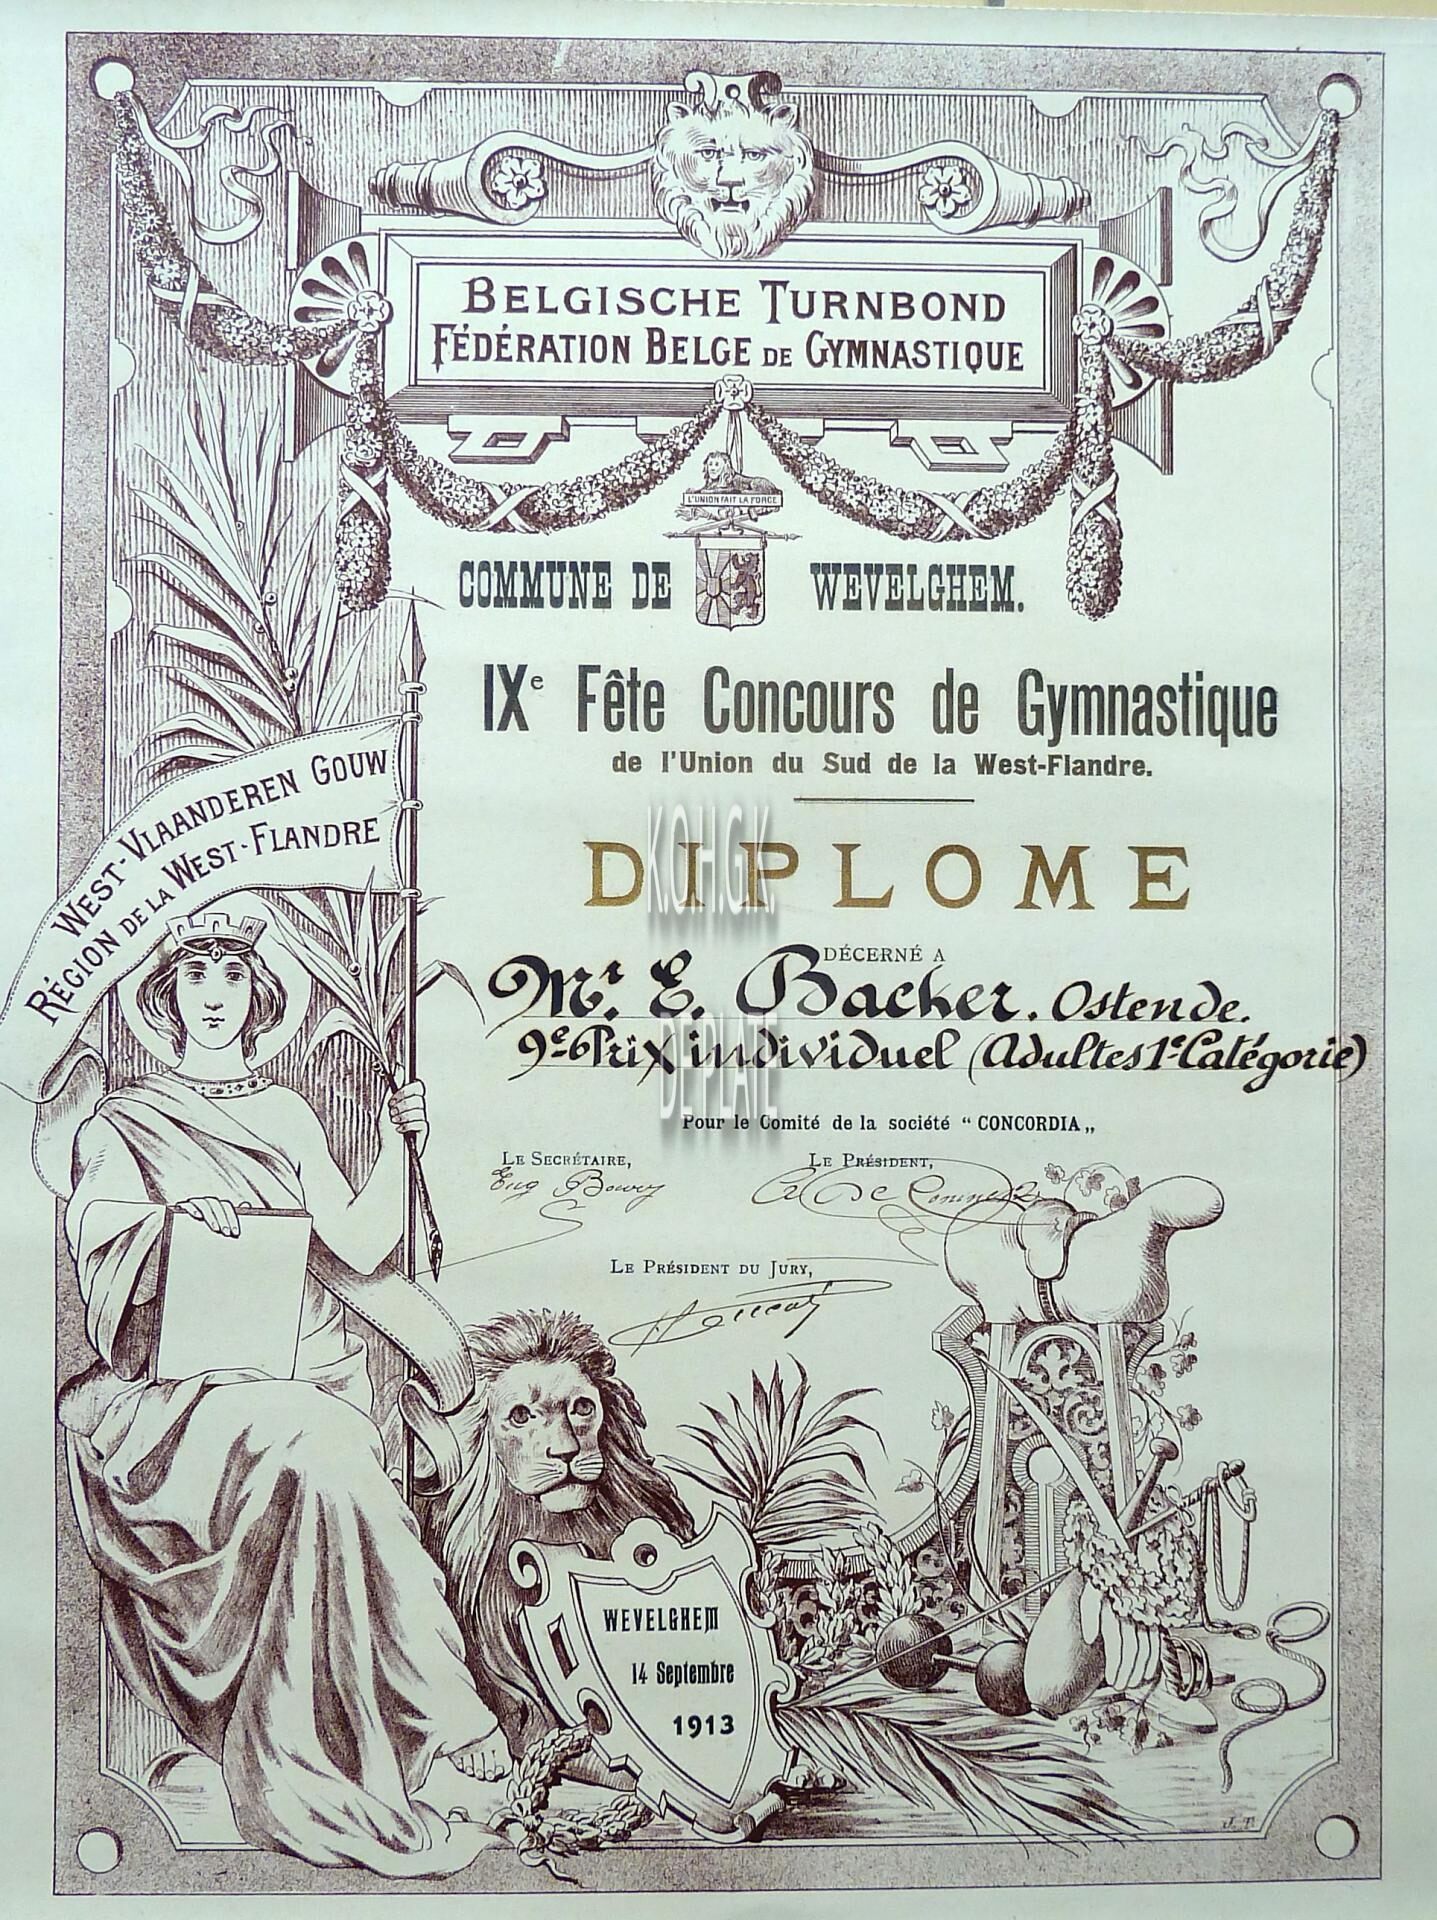 BELGISCHE TURNBOND
FÉDÉRATION BELGE DE GYMNASTIQUE
L'UNION FAIT LA FORCE
COMMUNE DE WEVELGHEM.
IXe Fête Concours de Gymnastique
de l'Union du Sud de la West-Flandre.
WEST-VLAANDEREN GOUW
RÉGION DE LA WEST-FLANDRE
DIPLOME
K.O.H.G.K.
DÉCERNÉ A
Mr. E. Backer. Ostende.
9e Prix individuel (Adultes 1e Catégorie)
DE PLATE
Pour le Comité de la société “ CONCORDIA „
LE SECRÉTAIRE, LE PRÉSIDENT,
LE PRÉSIDENT DU JURY,
WEVELGHEM
14 Septembre
1913